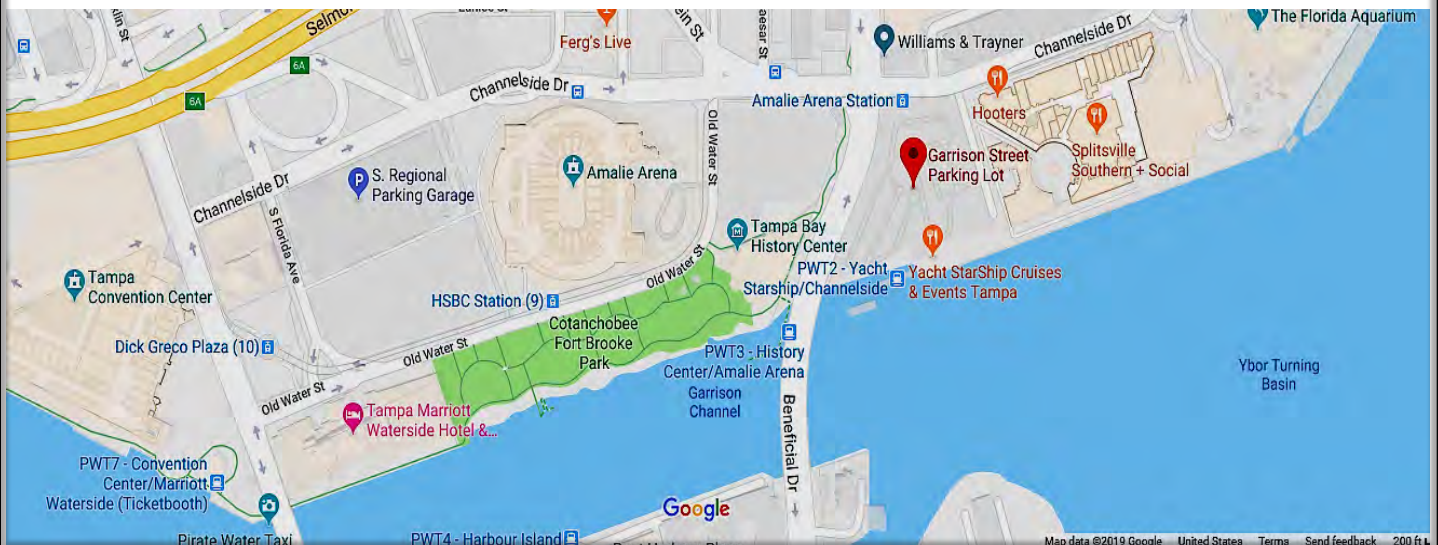 The Florida Aquarium
Selmo
Ferg's Live
Williams & Trayner
Channelside Dr
6A
6A
Channelside Dr
Amalie Arena Station
Hooters
Old Water St
Garrison Street
Parking Lot
Splitsville
Southern + Social
Amalie Arena
S. Regional
Parking Garage
Channelside Dr
S Florida Ave
Tampa Bay
History Center
Old Water St
PWT2 - Yacht
Starship/Channelside
Yacht StarShip Cruises
& Events Tampa
Tampa
Convention Center
HSBC Station (9)
Cotanchobee
Fort Brooke
Park
Dick Greco Plaza (10)
Old Water St
PWT3 - History
Center/Amalie Arena
Garrison
Channel
Ybor Turning
Basin
Old Water St
Tampa Marriott
Waterside Hotel &...
Beneficial Dr
PWT7 - Convention
Center/Marriott
Waterside (Ticketbooth)
Google
Pirate Water Taxi
PWT4 - Harbour Island
Map data ©2019 Google United States Terms Send feedback 200 ft